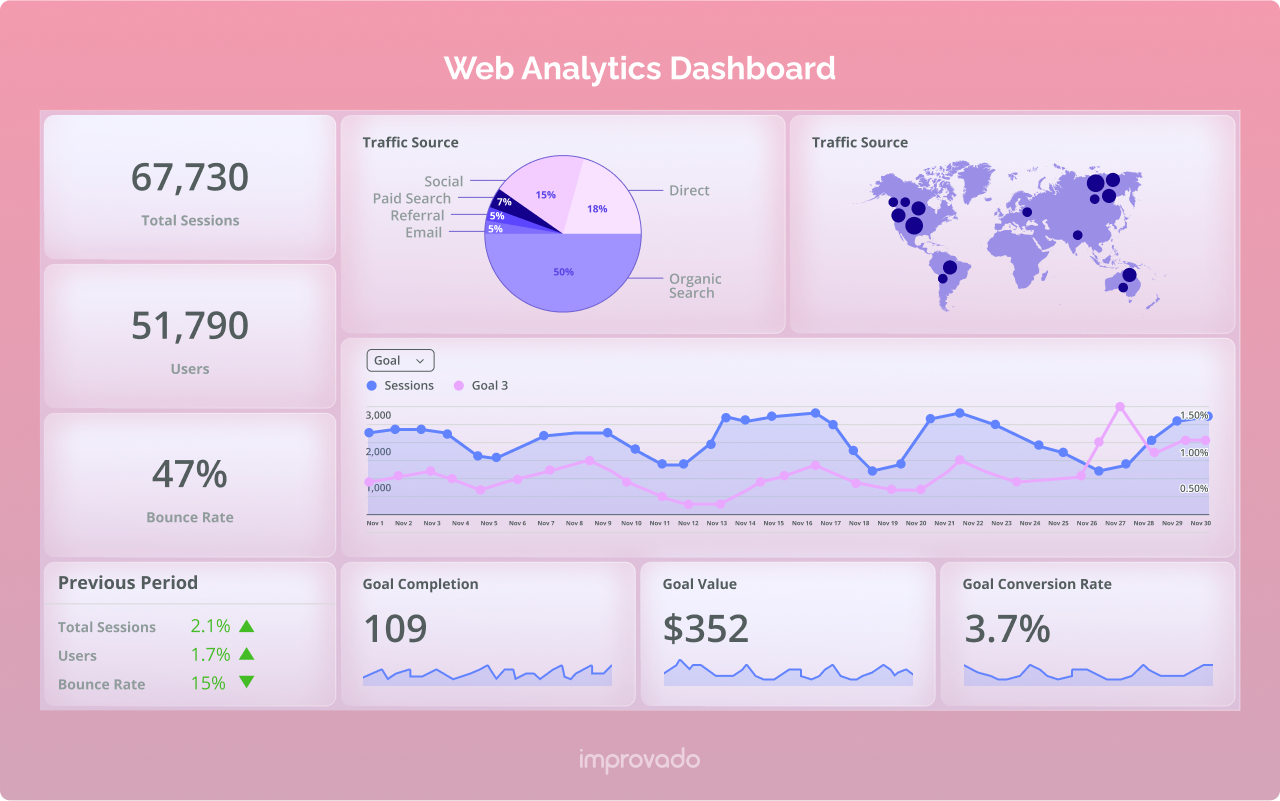 Web Analytics Dashboard
67,730
Total Sessions
51,790
Users
47%
Bounce Rate
Previous Period
Total Sessions 2.1%
Users 1.7%
Bounce Rate 15%
Traffic Source
Social
Paid Search
Referral
Email
15%
7%
5%
5%
18%
50%
Direct
Organic
Search
Traffic Source
Goal
Sessions Goal 3
3,000 1.50%
2,000 1.00%
1,000 0.50%
Nov 1 Nov 2 Nov 3 Nov 4 Nov 5 Nov 6 Nov 7 Nov 8 Nov 9 Nov 10 Nov 11 Nov 12 Nov 13 Nov 14 Nov 15 Nov 16 Nov 17 Nov 18 Nov 19 Nov 20 Nov 21 Nov 22 Nov 23 Nov 24 Nov 25 Nov 26 Nov 27 Nov 28 Nov 29 Nov 30
Goal Completion
109
Goal Value
$352
Goal Conversion Rate
3.7%
improvado